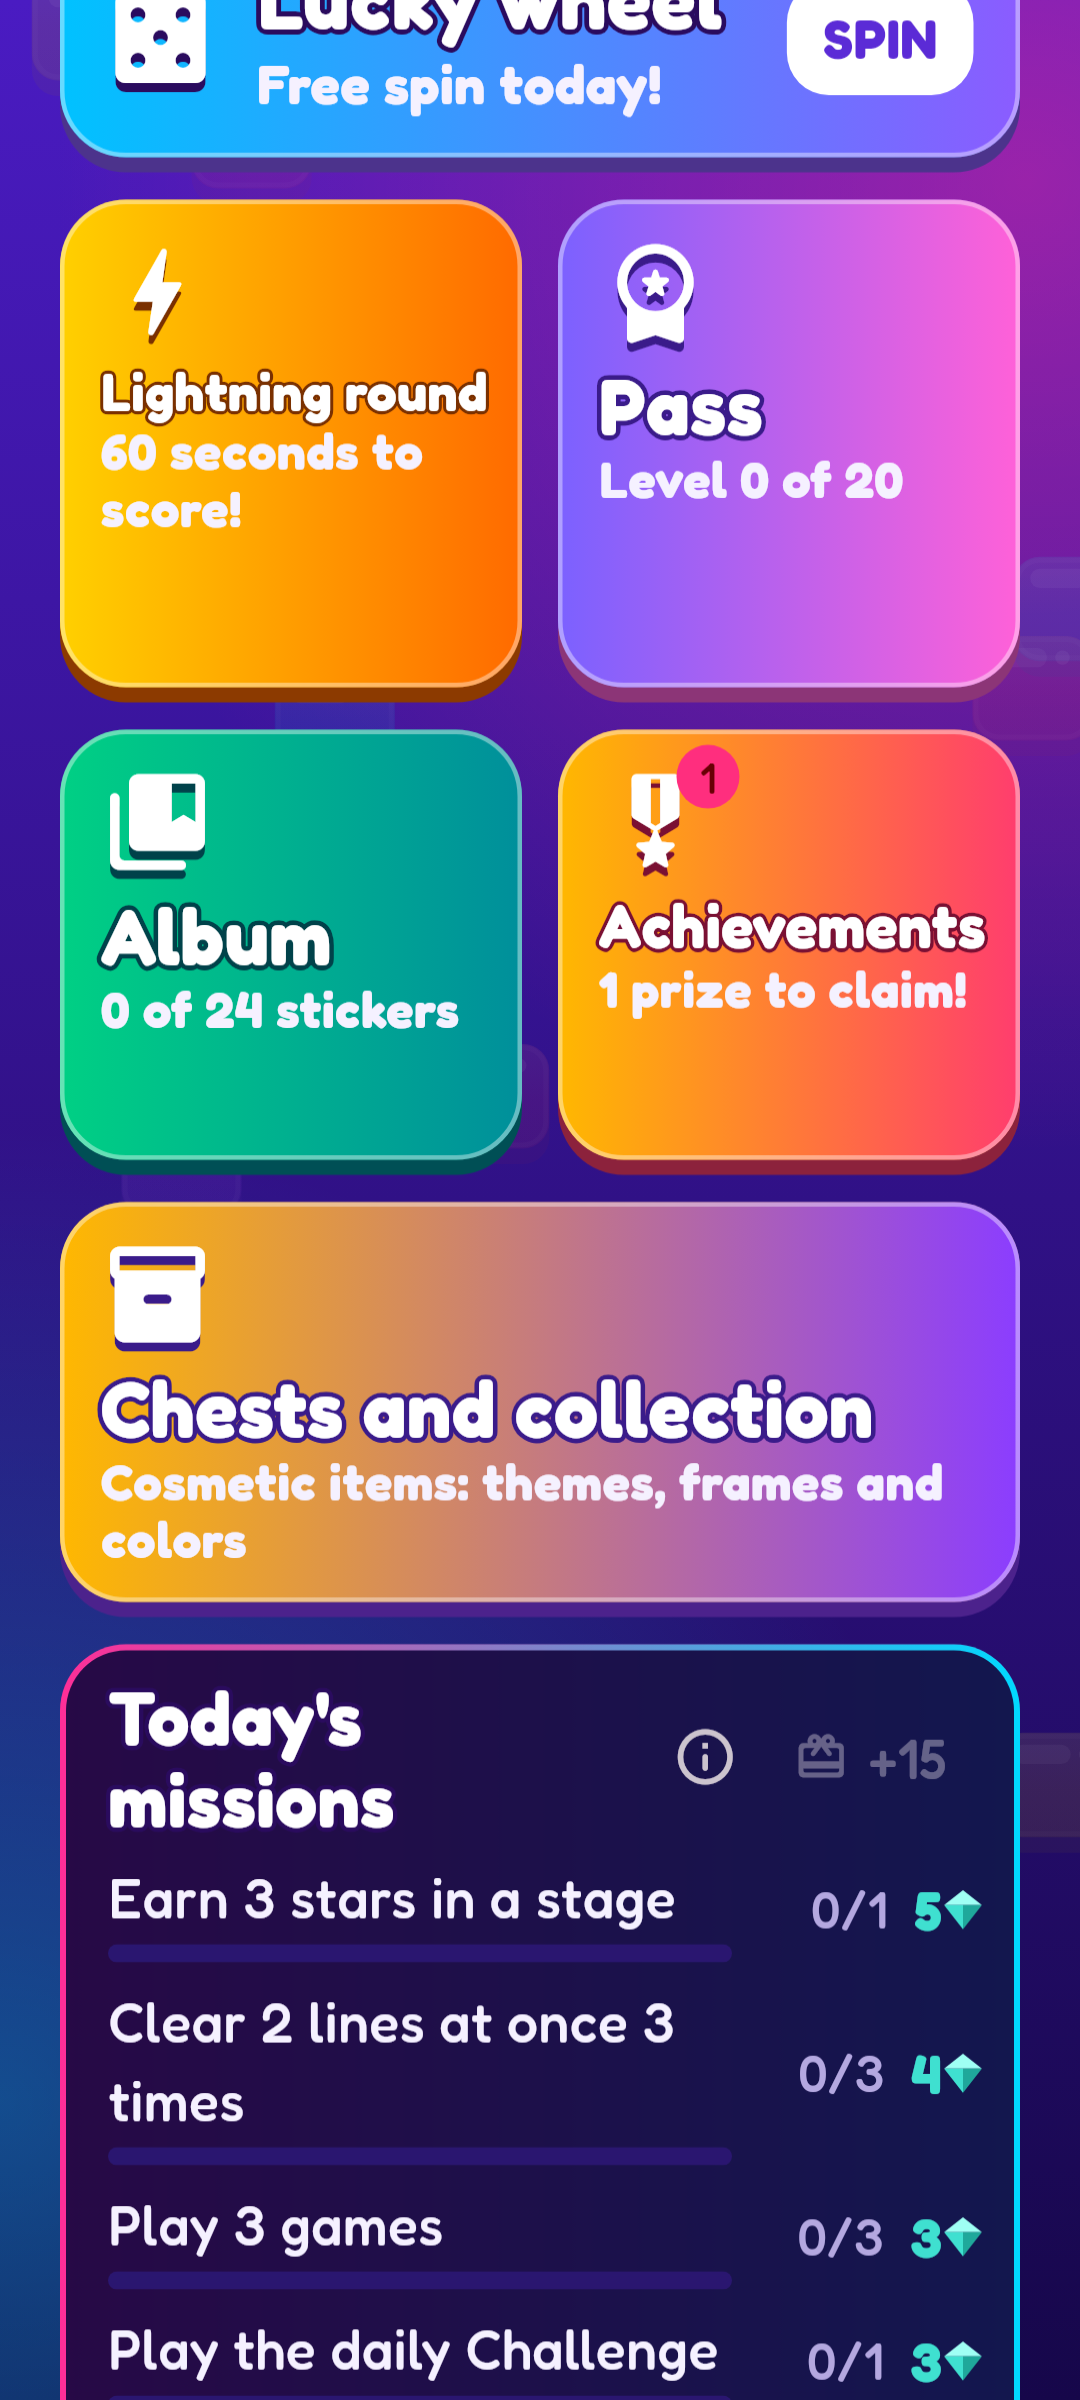 Lucky wheel
Free spin today!
SPIN
Lightning round
60 seconds to
score!
Pass
Level 0 of 20
Album
0 of 24 stickers
1
Achievements
1 prize to claim!
Chests and collection
Cosmetic items: themes, frames and
colors
Today's
missions
+15
Earn 3 stars in a stage
0/1 5
Clear 2 lines at once 3
times
0/3 4
Play 3 games
0/3 3
Play the daily Challenge
0/1 3